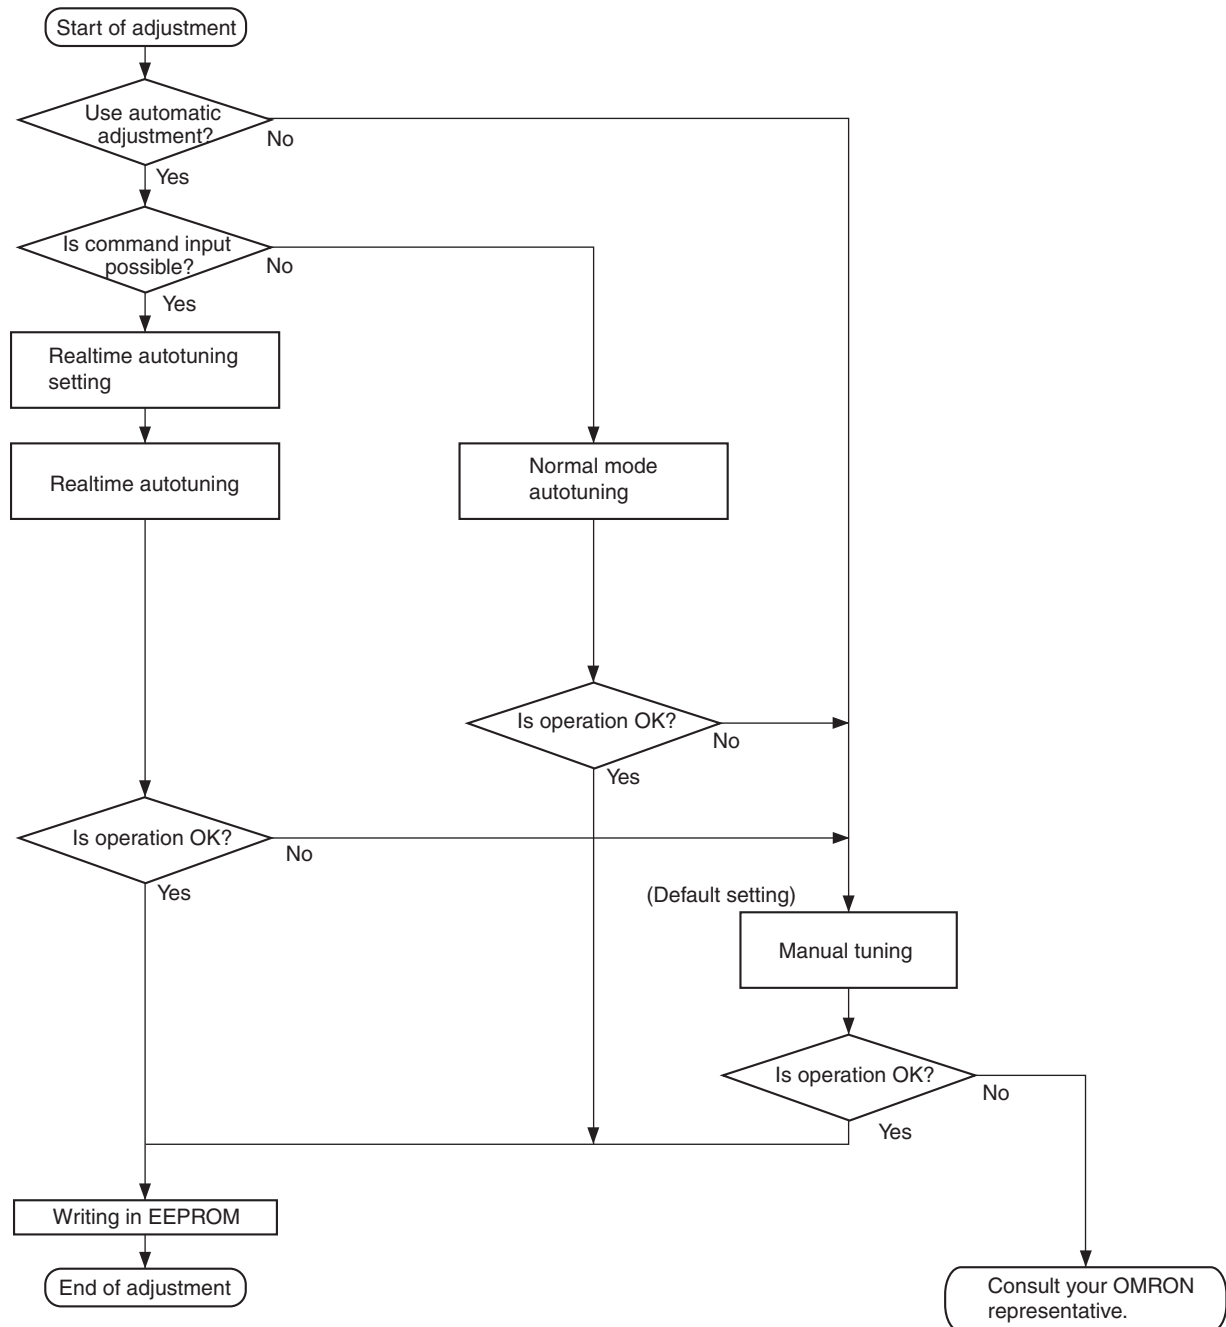 Start of adjustment
Use automatic
adjustment?
No
Yes
Is command input
possible?
No
Yes
Realtime autotuning
setting
Realtime autotuning
Normal mode
autotuning
Is operation OK?
No
Yes
Is operation OK?
No
Yes
(Default setting)
Manual tuning
Is operation OK?
No
Yes
Writing in EEPROM
End of adjustment
Consult your OMRON
representative.